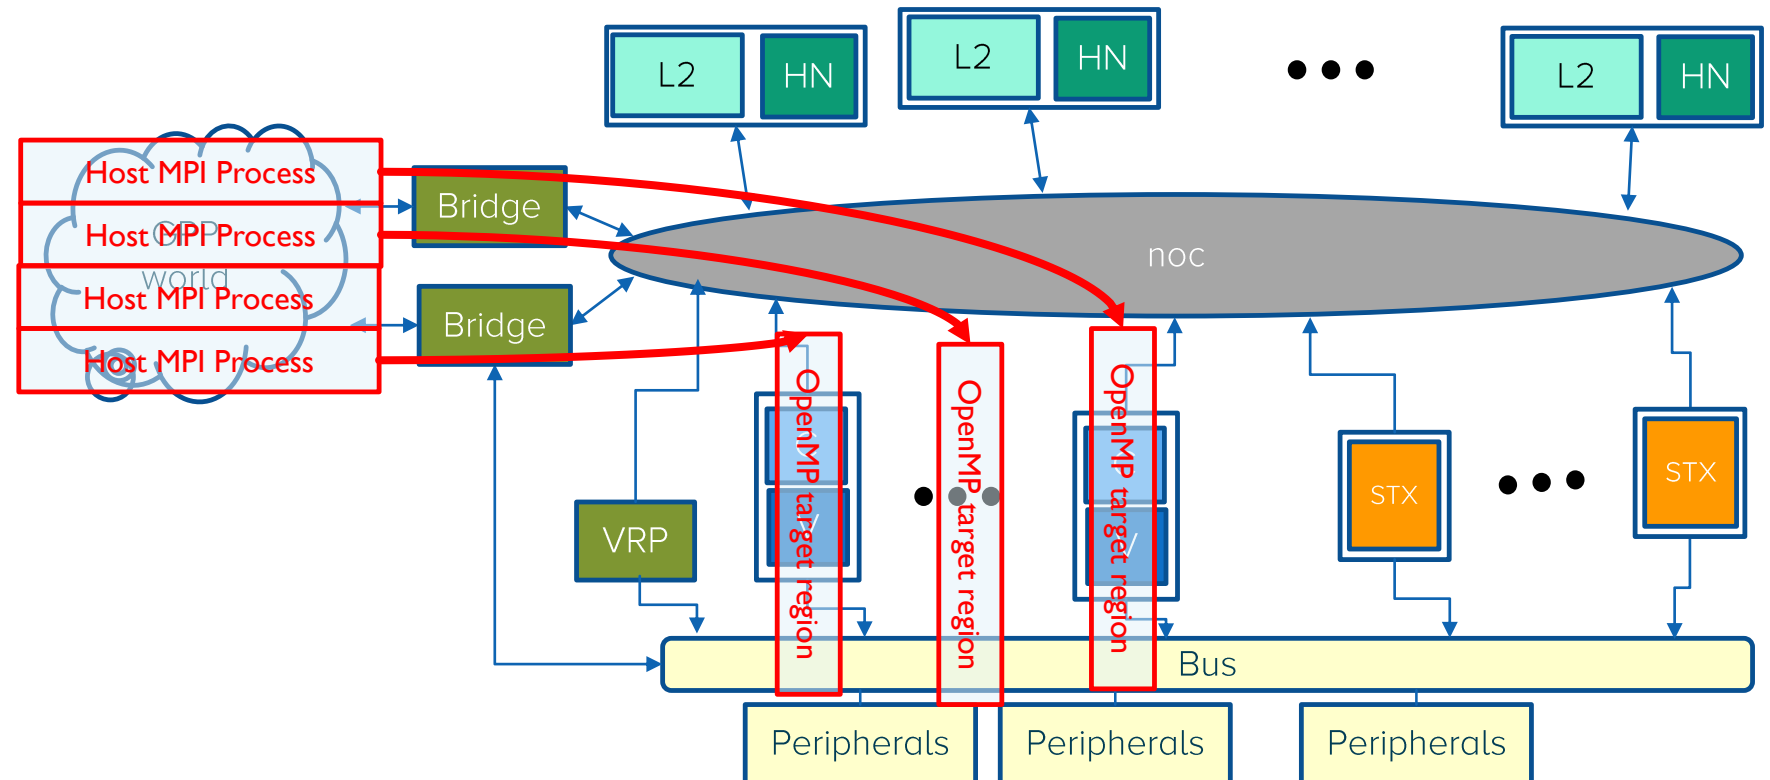 L2
HN
L2
HN
L2
HN
Host MPI Process
Host MPI Process
Host MPI Process
Host MPI Process
world
Bridge
Bridge
noc
VRP
OpenMP target region
OpenMP target region
OpenMP target region
V
V
STX
STX
Bus
Peripherals
Peripherals
Peripherals